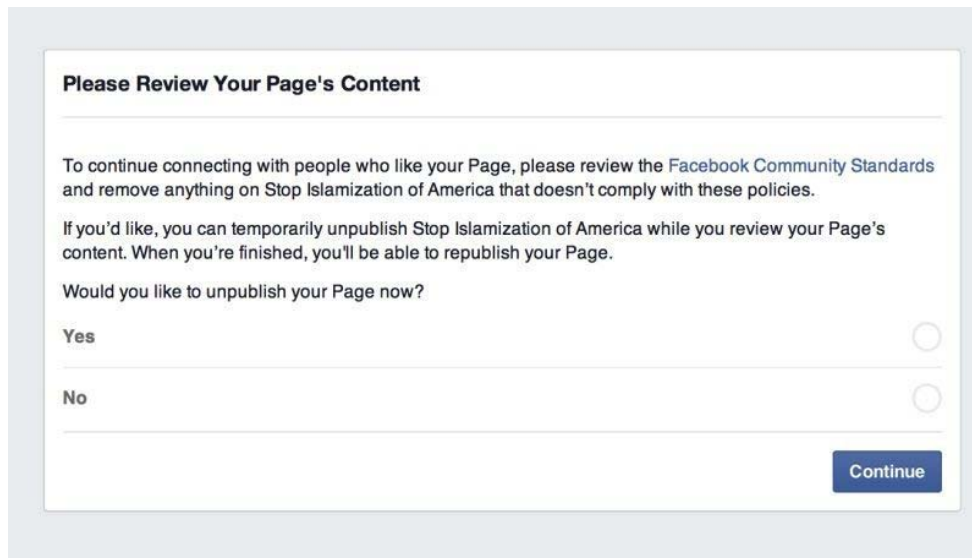 Please Review Your Page's Content
To continue connecting with people who like your Page, please review the Facebook Community Standards
and remove anything on Stop Islamization of America that doesn't comply with these policies.
If you'd like, you can temporarily unpublish Stop Islamization of America while you review your Page's
content. When you're finished, you'll be able to republish your Page.
Would you like to unpublish your Page now?
Yes
No
Continue